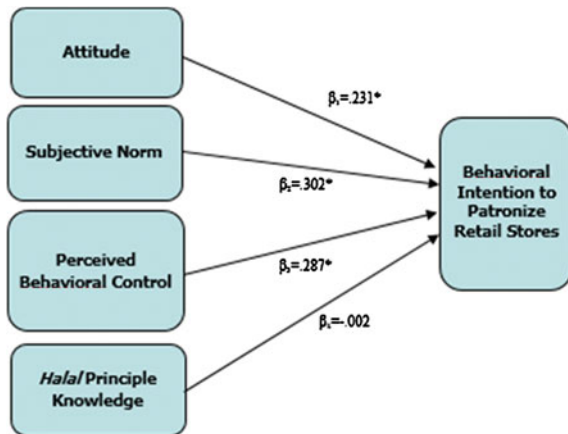 Attitude
β₁=.231*
Subjective Norm
β₂=.302*
Behavioral
Intention to
Patronize
Retail Stores
Perceived
Behavioral Control
β₃=.287*
β₄=-.002
Halal Principle
Knowledge